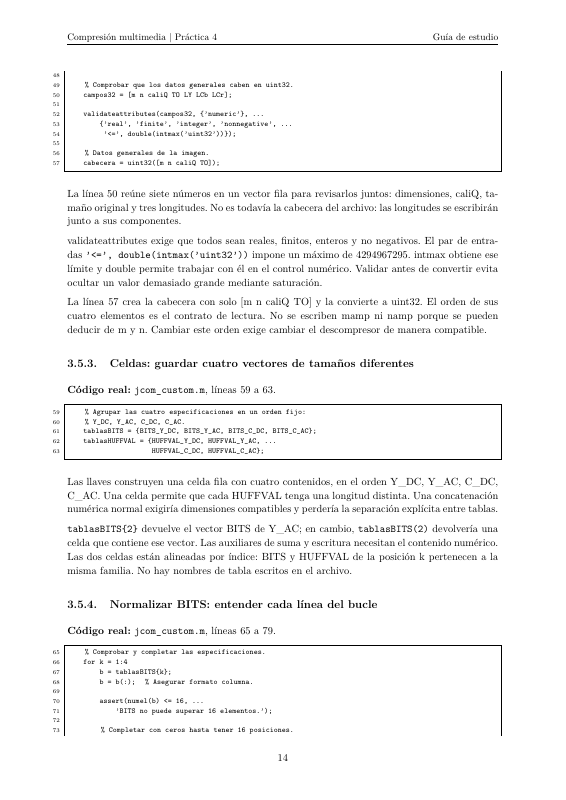 Compresión multimedia | Práctica 4 Guía de estudio
48
49 % Comprobar que los datos generales caben en uint32.
50 campos32 = [m n caliQ TO LY LCb LCr];
51
52 validateattributes(campos32, {'numeric'}, ...
53 {'real', 'finite', 'integer', 'nonnegative', ...
54 '<=', double(intmax('uint32'))});
55
56 % Datos generales de la imagen.
57 cabecera = uint32([m n caliQ TO]);
La línea 50 reúne siete números en un vector fila para revisarlos juntos: dimensiones, caliQ, ta-
maño original y tres longitudes. No es todavía la cabecera del archivo: las longitudes se escribirán
junto a sus componentes.
validateattributes exige que todos sean reales, finitos, enteros y no negativos. El par de entra-
das '<=', double(intmax('uint32')) impone un máximo de 4294967295. intmax obtiene ese
límite y double permite trabajar con él en el control numérico. Validar antes de convertir evita
ocultar un valor demasiado grande mediante saturación.
La línea 57 crea la cabecera con solo [m n caliQ TO] y la convierte a uint32. El orden de sus
cuatro elementos es el contrato de lectura. No se escriben mamp ni namp porque se pueden
deducir de m y n. Cambiar este orden exige cambiar el descompresor de manera compatible.
3.5.3. Celdas: guardar cuatro vectores de tamaños diferentes
Código real: jcom_custom.m, líneas 59 a 63.
59 % Agrupar las cuatro especificaciones en un orden fijo:
60 % Y_DC, Y_AC, C_DC, C_AC.
61 tablasBITS = {BITS_Y_DC, BITS_Y_AC, BITS_C_DC, BITS_C_AC};
62 tablasHUFFVAL = {HUFFVAL_Y_DC, HUFFVAL_Y_AC, ...
63 HUFFVAL_C_DC, HUFFVAL_C_AC};
Las llaves construyen una celda fila con cuatro contenidos, en el orden Y_DC, Y_AC, C_DC,
C_AC. Una celda permite que cada HUFFVAL tenga una longitud distinta. Una concatenación
numérica normal exigiría dimensiones compatibles y perdería la separación explícita entre tablas.
tablasBITS{2} devuelve el vector BITS de Y_AC; en cambio, tablasBITS(2) devolvería una
celda que contiene ese vector. Las auxiliares de suma y escritura necesitan el contenido numérico.
Las dos celdas están alineadas por índice: BITS y HUFFVAL de la posición k pertenecen a la
misma familia. No hay nombres de tabla escritos en el archivo.
3.5.4. Normalizar BITS: entender cada línea del bucle
Código real: jcom_custom.m, líneas 65 a 79.
65 % Comprobar y completar las especificaciones.
66 for k = 1:4
67 b = tablasBITS{k};
68 b = b(:); % Asegurar formato columna.
69
70 assert(numel(b) <= 16, ...
71 'BITS no puede superar 16 elementos.');
72
73 % Completar con ceros hasta tener 16 posiciones.
14